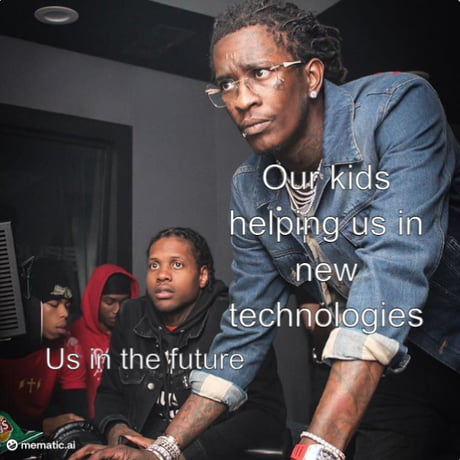 Our kids
helping us in
new
technologies
Us in the future
mematic.ai